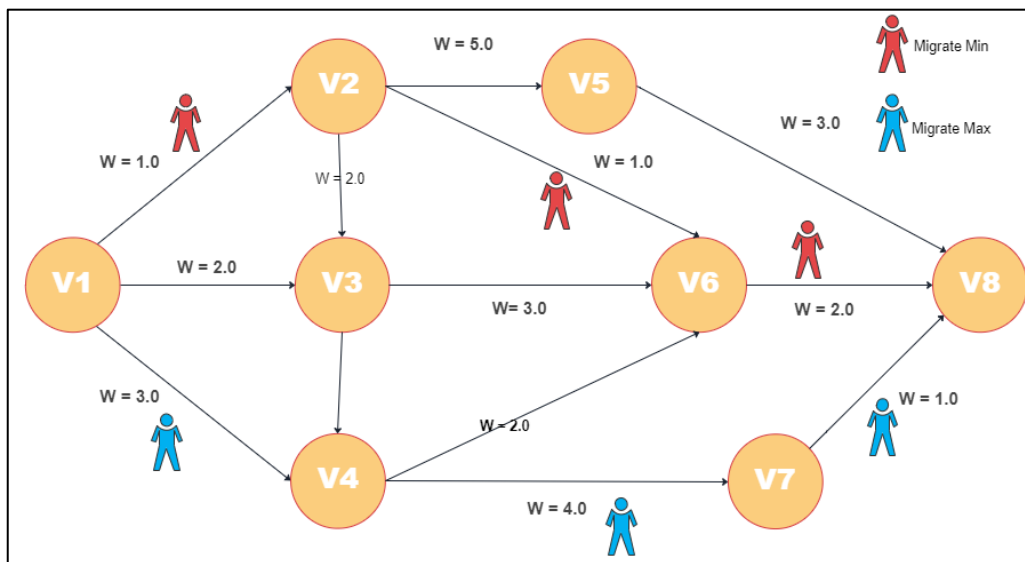 W = 5.0
Migrate Min
V2
V5
W = 3.0
Migrate Max
W = 1.0
W = 1.0
W = 2.0
V1
W = 2.0
V3
W= 3.0
V6
W = 2.0
V8
W = 3.0
W = 1.0
W = 2.0
V4
V7
W = 4.0